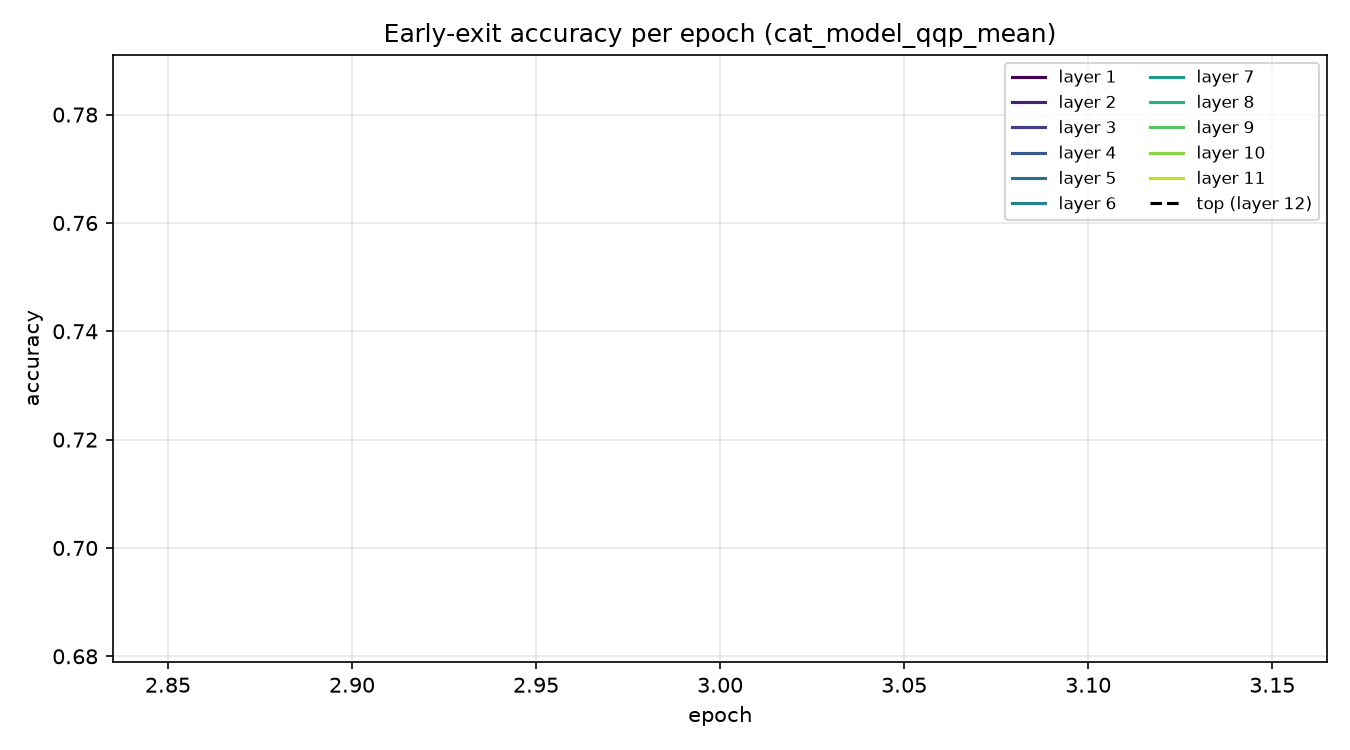 Early-exit accuracy per epoch (cat_model_qqp_mean)
layer 1
layer 2
layer 3
layer 4
layer 5
layer 6
layer 7
layer 8
layer 9
layer 10
layer 11
top (layer 12)
accuracy
0.78
0.76
0.74
0.72
0.70
0.68
2.85 2.90 2.95 3.00 3.05 3.10 3.15
epoch